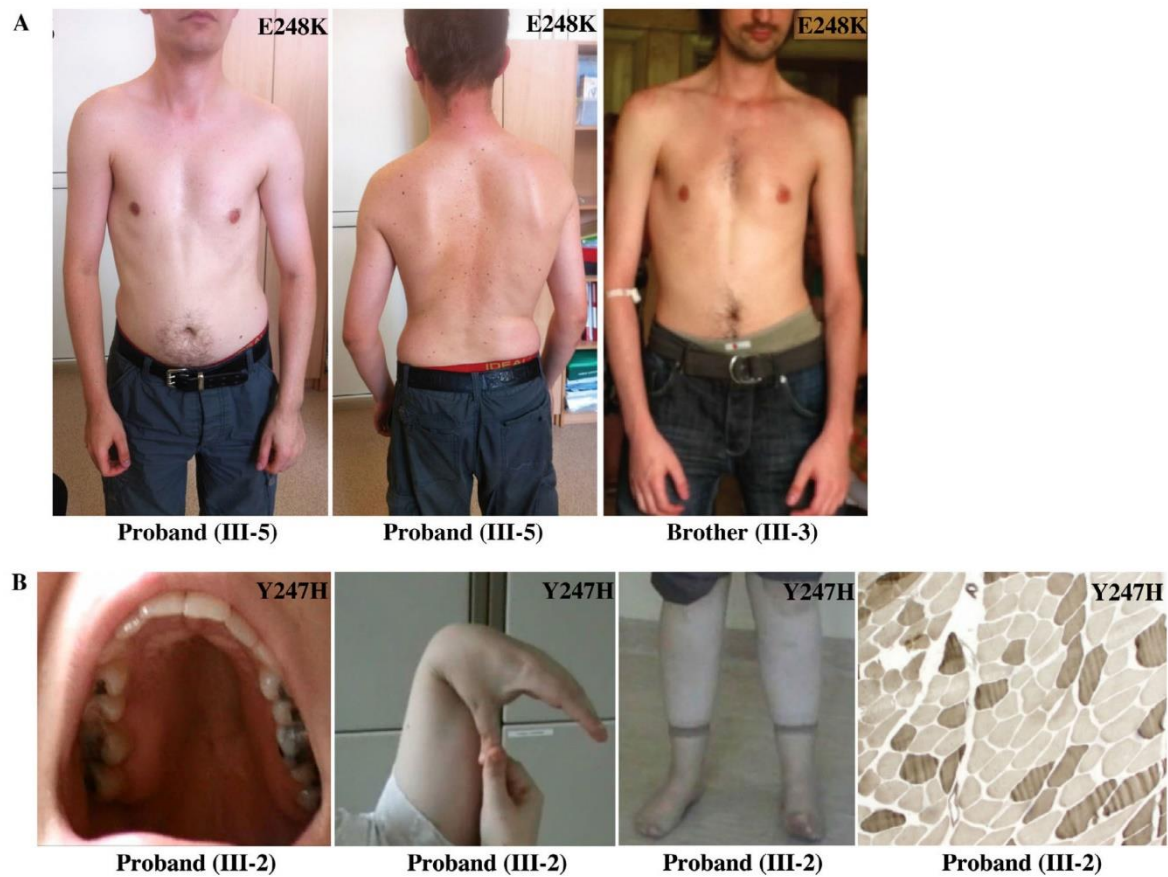 A
E248K
E248K
E248K
Proband (III-5)
Proband (III-5)
Brother (III-3)
B
Y247H
Y247H
Y247H
Y247H
Proband (III-2)
Proband (III-2)
Proband (III-2)
Proband (III-2)